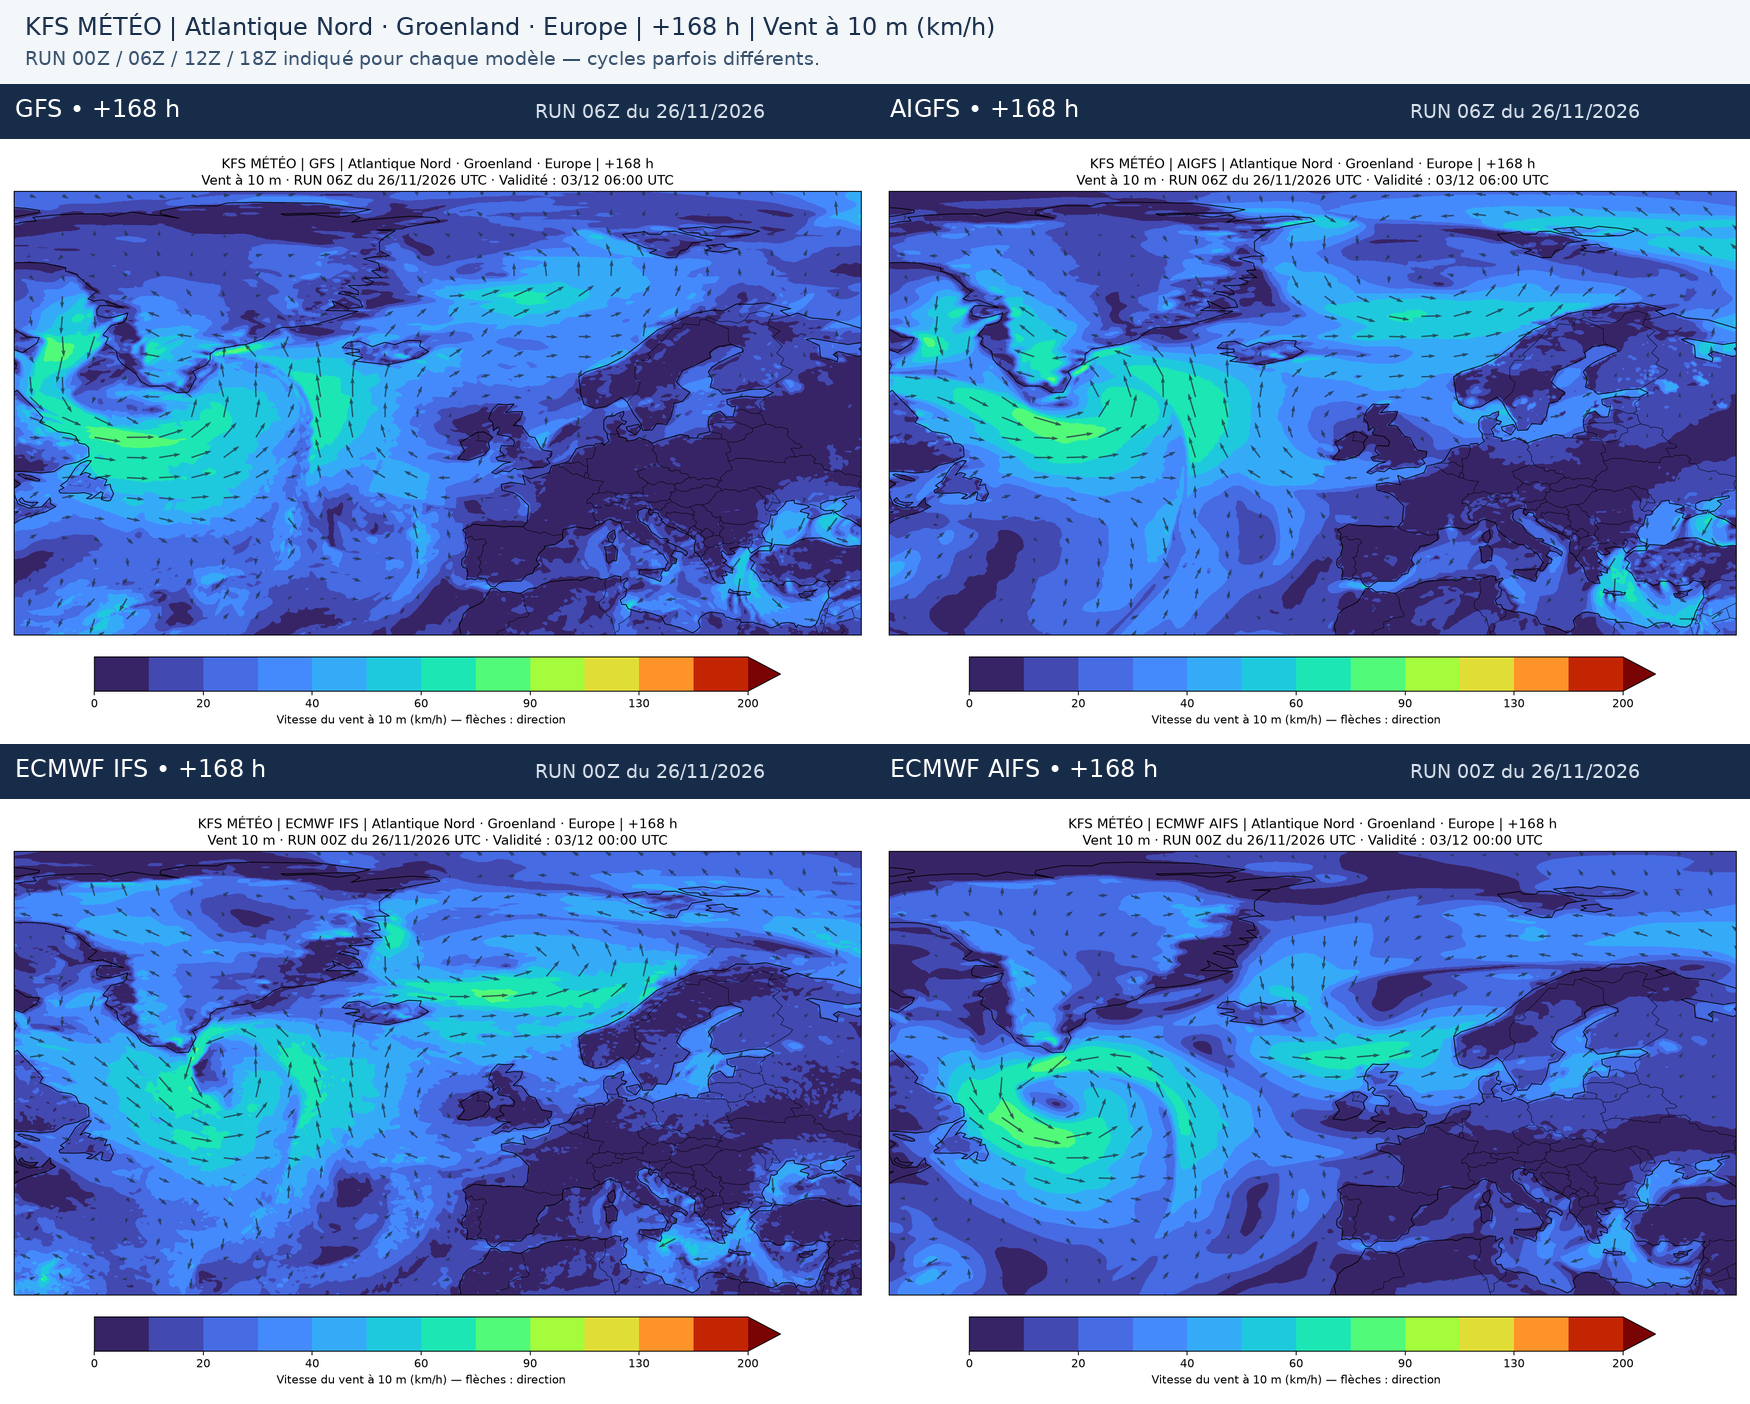 KFS MÉTÉO | Atlantique Nord · Groenland · Europe | +168 h | Vent à 10 m (km/h)
RUN 00Z / 06Z / 12Z / 18Z indiqué pour chaque modèle — cycles parfois différents.
GFS • +168 h RUN 06Z du 26/11/2026
KFS MÉTÉO | GFS | Atlantique Nord · Groenland · Europe | +168 h
Vent à 10 m · RUN 06Z du 26/11/2026 UTC · Validité : 03/12 06:00 UTC
0 20 40 60 90 130 200
Vitesse du vent à 10 m (km/h) — flèches : direction
AIGFS • +168 h RUN 06Z du 26/11/2026
KFS MÉTÉO | AIGFS | Atlantique Nord · Groenland · Europe | +168 h
Vent à 10 m · RUN 06Z du 26/11/2026 UTC · Validité : 03/12 06:00 UTC
0 20 40 60 90 130 200
Vitesse du vent à 10 m (km/h) — flèches : direction
ECMWF IFS • +168 h RUN 00Z du 26/11/2026
KFS MÉTÉO | ECMWF IFS | Atlantique Nord · Groenland · Europe | +168 h
Vent 10 m · RUN 00Z du 26/11/2026 UTC · Validité : 03/12 00:00 UTC
0 20 40 60 90 130 200
Vitesse du vent à 10 m (km/h) — flèches : direction
ECMWF AIFS • +168 h RUN 00Z du 26/11/2026
KFS MÉTÉO | ECMWF AIFS | Atlantique Nord · Groenland · Europe | +168 h
Vent 10 m · RUN 00Z du 26/11/2026 UTC · Validité : 03/12 00:00 UTC
0 20 40 60 90 130 200
Vitesse du vent à 10 m (km/h) — flèches : direction